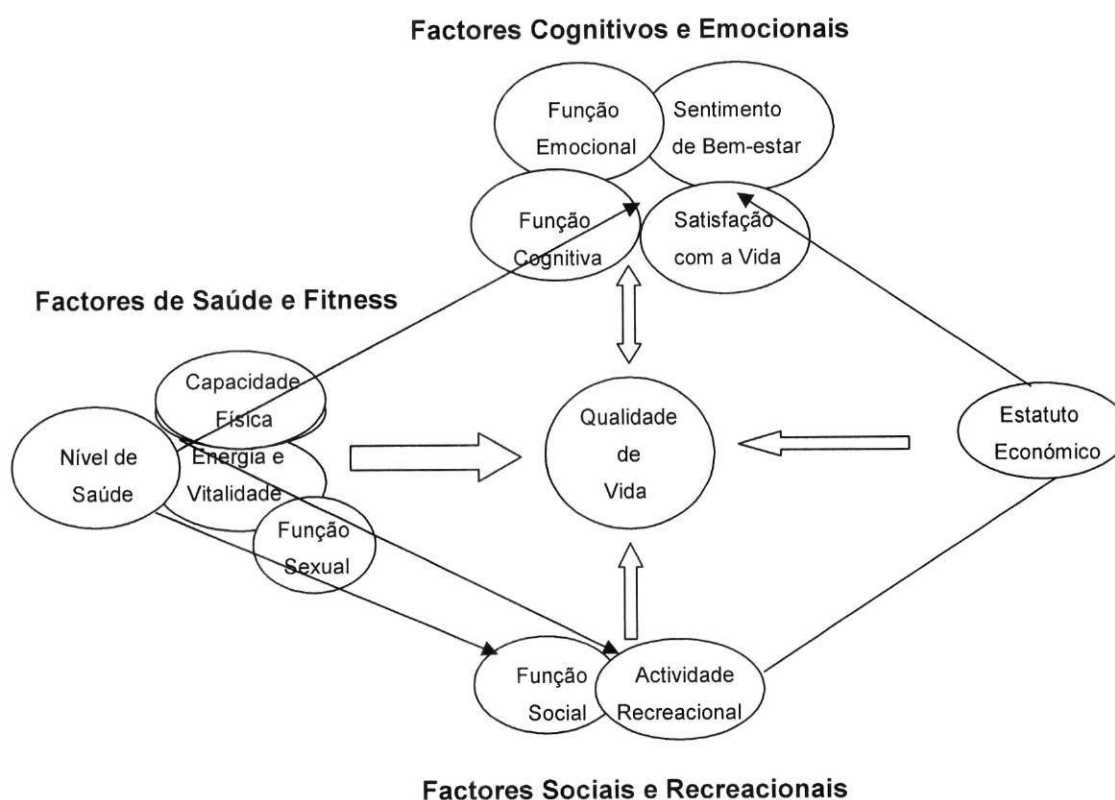 Factores Cognitivos e Emocionais
Função
Emocional
Sentimento
de Bem-estar
Função
Cognitiva
Satisfação
com a Vida
Factores de Saúde e Fitness
Capacidade
Física
Nível de
Saúde
Energia e
Vitalidade
Função
Sexual
Qualidade
de
Vida
Estatuto
Económico
Função
Social
Actividade
Recreacional
Factores Sociais e Recreacionais